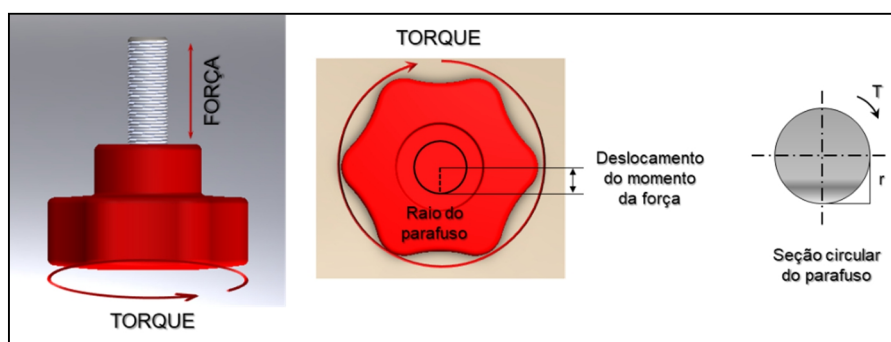 FORÇA
TORQUE
TORQUE
Raio do
parafuso
Deslocamento
do momento
da força
T
r
Seção circular
do parafuso